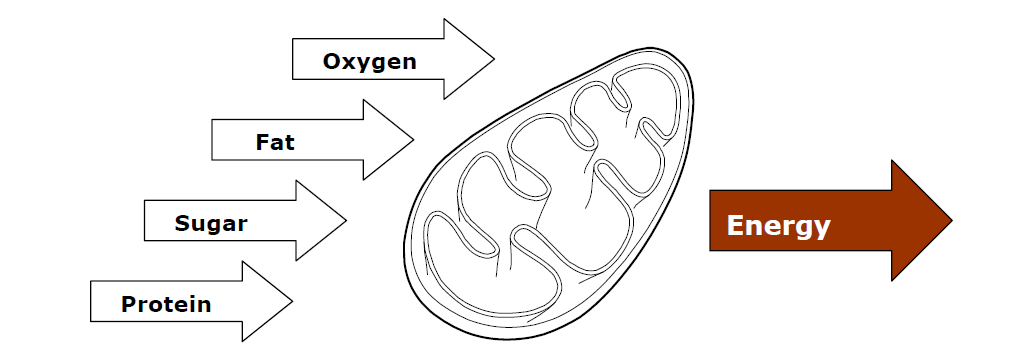 Oxygen
Fat
Sugar
Energy
Protein